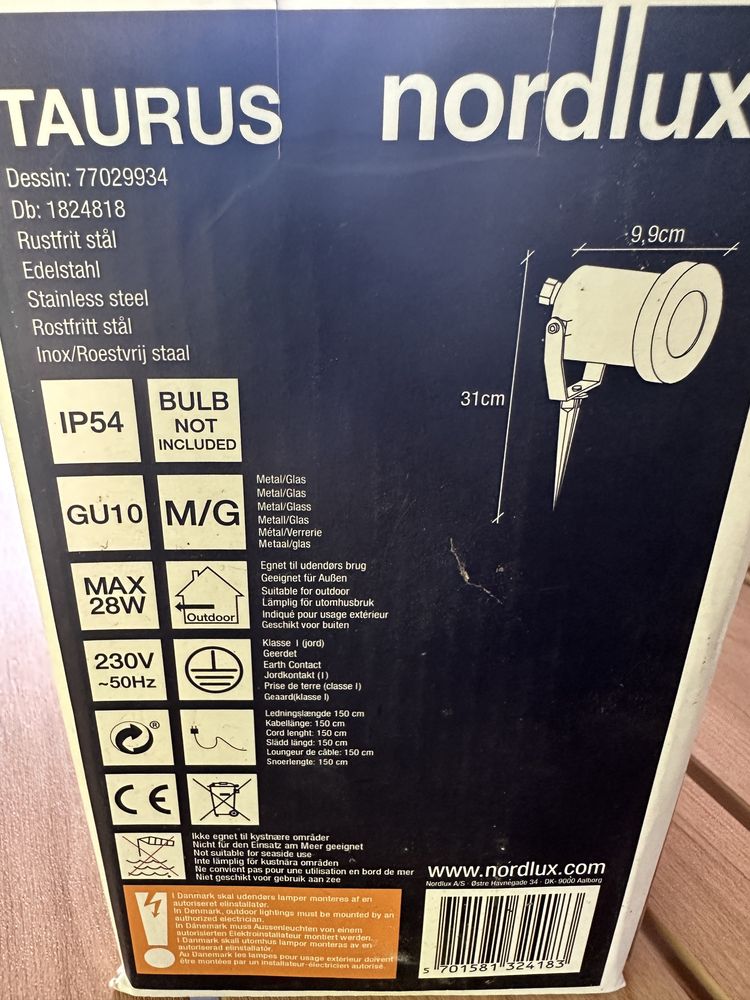 TAURUS
nordlux
Dessin: 77029934
Db: 1824818
Rustfrit stål
Edelstahl
Stainless steel
Rostfritt stål
Inox/Roestvrij staal
9,9cm
31cm
IP54
BULB
NOT
INCLUDED
GU10
M/G
Metal/Glas
Metal/Glas
Metal/Glass
Metall/Glas
Métal/Verrerie
Metaal/glas
MAX
28W
Outdoor
Egnet til udendørs brug
Geeignet für Außen
Suitable for outdoor
Lämplig för utomhusbruk
Indiqué pour usage extérieur
Geschikt voor buiten
230V
~50Hz
Klasse I (jord)
Geerdet
Earth Contact
Jordkontakt (I)
Prise de terre (classe I)
Geaard(klasse I)
®
Ledningslængde 150 cm
Kabellänge: 150 cm
Cord lenght: 150 cm
Slädd längd: 150 cm
Loungeur de câble: 150 cm
Snoerlengte: 150 cm
CE
Ikke egnet til kystnære områder
Nicht für den Einsatz am Meer geeignet
Not suitable for seaside use
Inte lämplig för kustnära områden
Ne convient pas pour une utilisation en bord de mer
Niet geschikt voor gebruik aan zee
www.nordlux.com
Nordlux A/S · Østre Havnegade 34 · DK- 9000 Aalborg
I Danmark skal udendørs lamper monteres af en
autoriseret elinstallatør.
In Denmark, outdoor lightings must be mounted by an
authorized electrician.
In Dänemark muss Aussenleuchten von einem
autorisierten Elektroinstallateur montiert werden.
I Danmark skall utomhus lampor monteras av en
autoriserad elinstallatör.
Au Danemark les lampes pour usage extérieur doivent
être montées par un installateur-électricien autorisé.
5 701581 324183